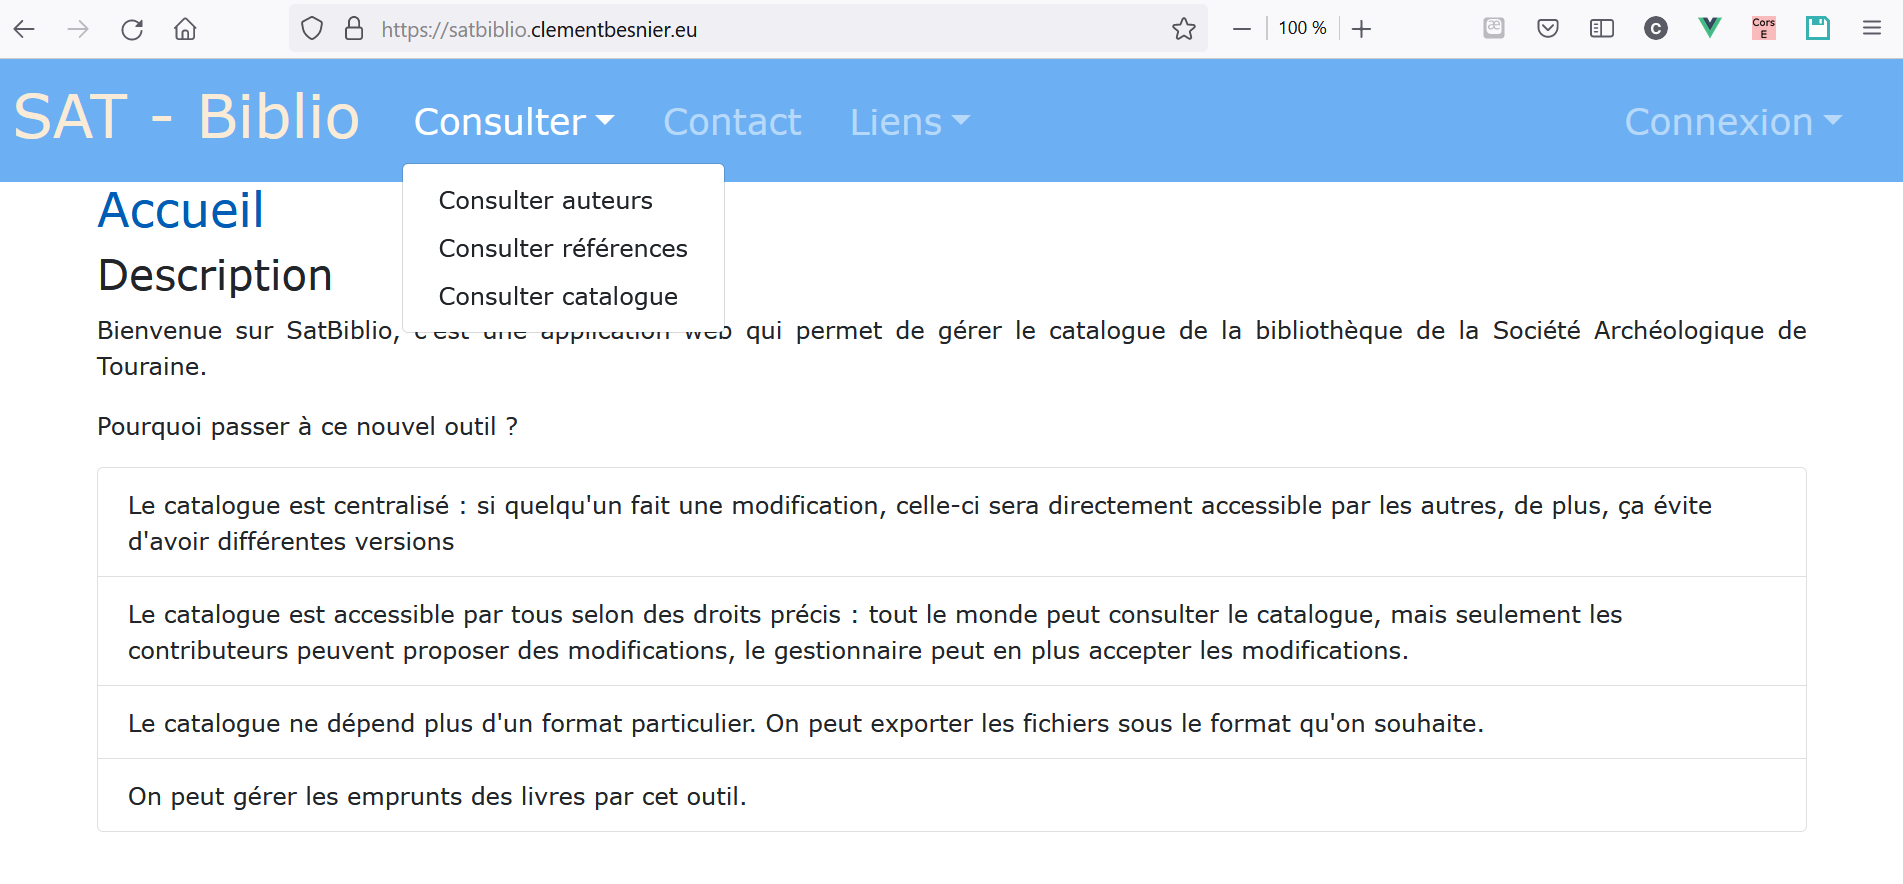 https://satbiblio.clementbesnier.eu
100 %
æ
C
Cors
E
SAT - Biblio
Consulter
Contact
Liens
Connexion
Consulter auteurs
Consulter références
Consulter catalogue
Accueil
Description
Bienvenue sur SatBiblio, c'est une application web qui permet de gérer le catalogue de la bibliothèque de la Société Archéologique de
Touraine.
Pourquoi passer à ce nouvel outil ?
Le catalogue est centralisé : si quelqu'un fait une modification, celle-ci sera directement accessible par les autres, de plus, ça évite
d'avoir différentes versions
Le catalogue est accessible par tous selon des droits précis : tout le monde peut consulter le catalogue, mais seulement les
contributeurs peuvent proposer des modifications, le gestionnaire peut en plus accepter les modifications.
Le catalogue ne dépend plus d'un format particulier. On peut exporter les fichiers sous le format qu'on souhaite.
On peut gérer les emprunts des livres par cet outil.